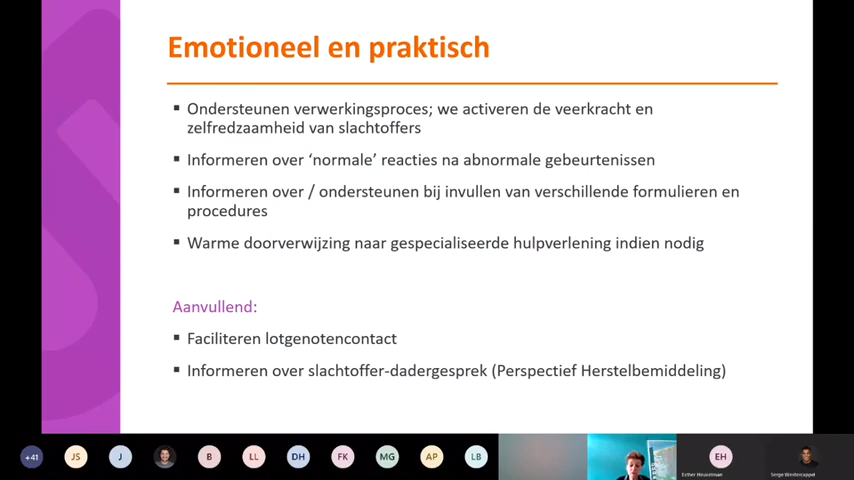 Emotioneel en praktisch
▪ Ondersteunen verwerkingsproces; we activeren de veerkracht en
zelfredzaamheid van slachtoffers
▪ Informeren over ‘normale’ reacties na abnormale gebeurtenissen
▪ Informeren over / ondersteunen bij invullen van verschillende formulieren en
procedures
▪ Warme doorverwijzing naar gespecialiseerde hulpverlening indien nodig
Aanvullend:
▪ Faciliteren lotgenotencontact
▪ Informeren over slachtoffer-dadergesprek (Perspectief Herstelbemiddeling)
+41 JS J B LL DH FK MG AP LB EH
Esther Heuvelman